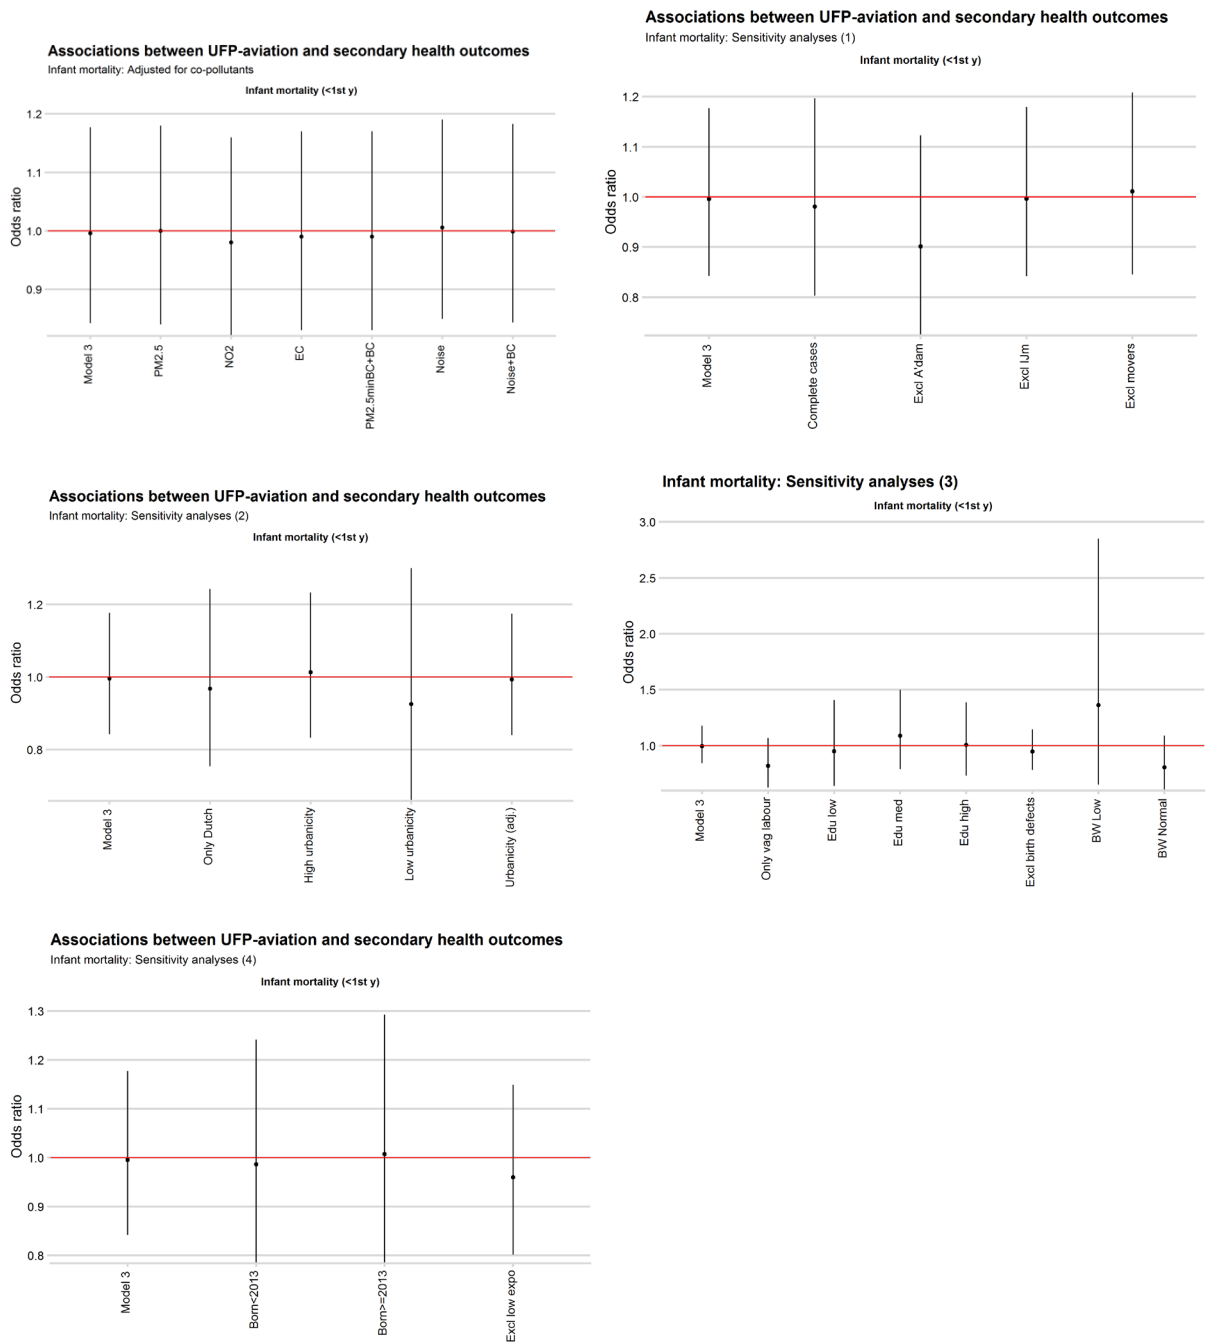 Associations between UFP-aviation and secondary health outcomes
Infant mortality: Adjusted for co-pollutants
Infant mortality (<1st y)
Odds ratio
1.2
1.1
1.0
0.9
Model 3
PM2.5
NO2
EC
PM2.5minBC+BC
Noise
Noise+BC
Associations between UFP-aviation and secondary health outcomes
Infant mortality: Sensitivity analyses (1)
Infant mortality (<1st y)
Odds ratio
1.2
1.1
1.0
0.9
0.8
Model 3
Complete cases
Excl A'dam
Excl IJm
Excl movers
Associations between UFP-aviation and secondary health outcomes
Infant mortality: Sensitivity analyses (2)
Infant mortality (<1st y)
Odds ratio
1.2
1.0
0.8
Model 3
Only Dutch
High urbanicity
Low urbanicity
Urbanicity (adj.)
Infant mortality: Sensitivity analyses (3)
Infant mortality (<1st y)
Odds ratio
3.0
2.5
2.0
1.5
1.0
Model 3
Only vag labour
Edu low
Edu med
Edu high
Excl birth defects
BW Low
BW Normal
Associations between UFP-aviation and secondary health outcomes
Infant mortality: Sensitivity analyses (4)
Infant mortality (<1st y)
Odds ratio
1.3
1.2
1.1
1.0
0.9
0.8
Model 3
Born<2013
Born>=2013
Excl low expo